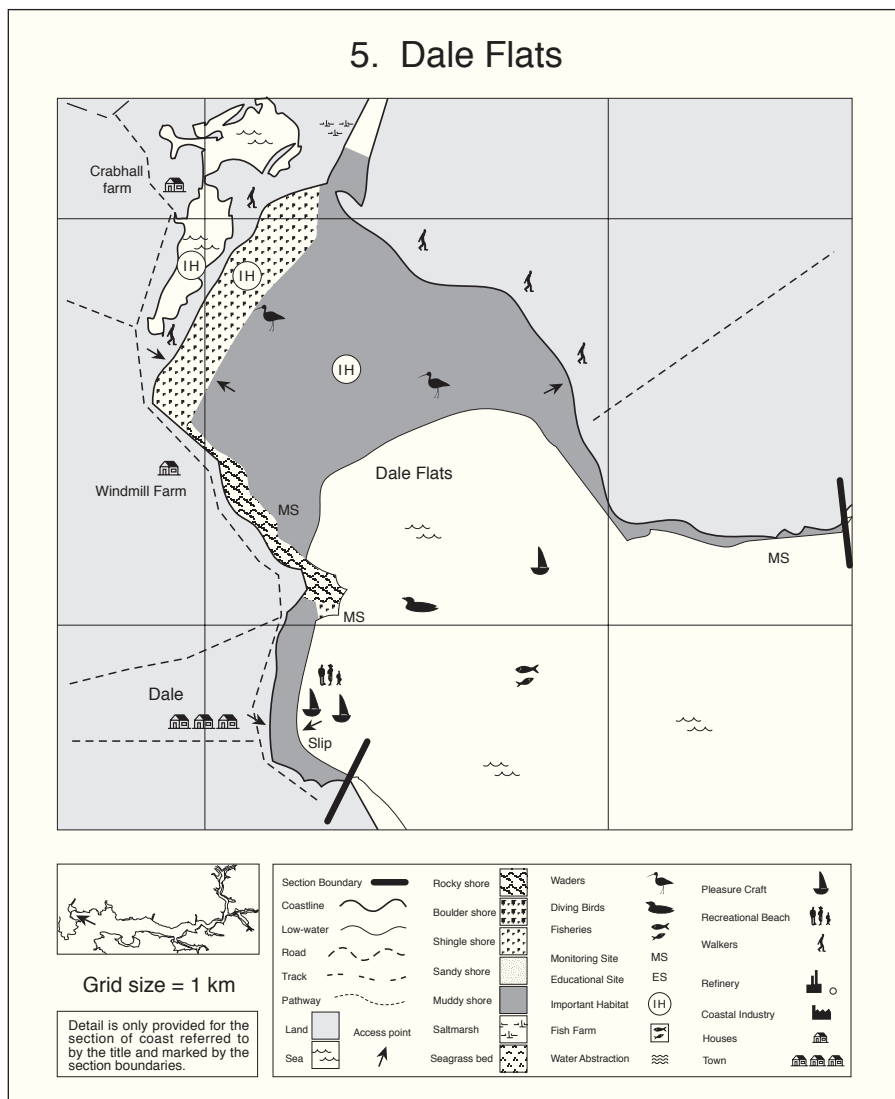 5. Dale Flats
Crabhall
farm
IH
IH
IH
Windmill Farm
Dale Flats
MS
MS
MS
Dale
Slip
Grid size = 1 km
Detail is only provided for the
section of coast referred to
by the title and marked by the
section boundaries.
Section Boundary
Coastline
Low-water
Road
Track
Pathway
Land
Sea
Access point
Rocky shore
Boulder shore
Shingle shore
Sandy shore
Muddy shore
Saltmarsh
Seagrass bed
Waders
Diving Birds
Fisheries
Monitoring Site MS
Educational Site ES
Important Habitat IH
Fish Farm
Water Abstraction
Pleasure Craft
Recreational Beach
Walkers
Refinery
Coastal Industry
Houses
Town